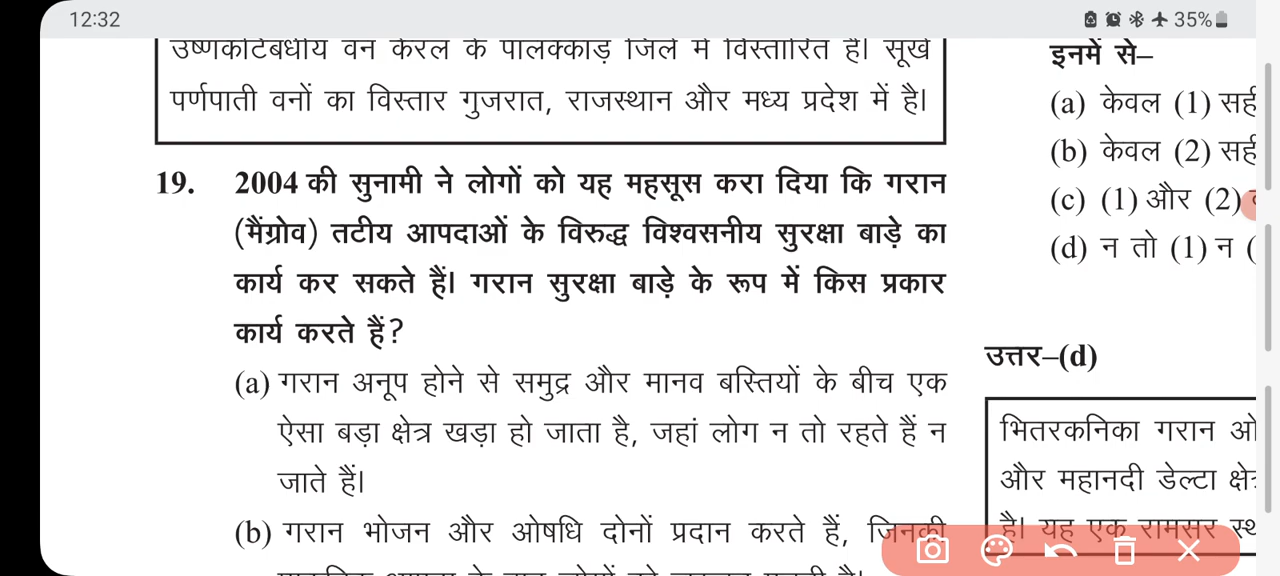 12:32
35%
उष्णकटिबंधीय वन केरल के पालक्काड़ जिले में विस्तारित हैं। सूखे
पर्णपाती वनों का विस्तार गुजरात, राजस्थान और मध्य प्रदेश में है।
19. 2004 की सुनामी ने लोगों को यह महसूस करा दिया कि गरान
(मैंग्रोव) तटीय आपदाओं के विरुद्ध विश्वसनीय सुरक्षा बाड़े का
कार्य कर सकते हैं। गरान सुरक्षा बाड़े के रूप में किस प्रकार
कार्य करते हैं?
(a) गरान अनूप होने से समुद्र और मानव बस्तियों के बीच एक
ऐसा बड़ा क्षेत्र खड़ा हो जाता है, जहां लोग न तो रहते हैं न
जाते हैं।
(b) गरान भोजन और ओषधि दोनों प्रदान करते हैं, जिनकी
इनमें से–
(a) केवल (1)
(b) केवल (2)
(c) (1) और (2)
(d) न तो (1) न (
उत्तर–(d)
भितरकनिका गरान
और महानदी डेल्टा
है। यह एक रामसर